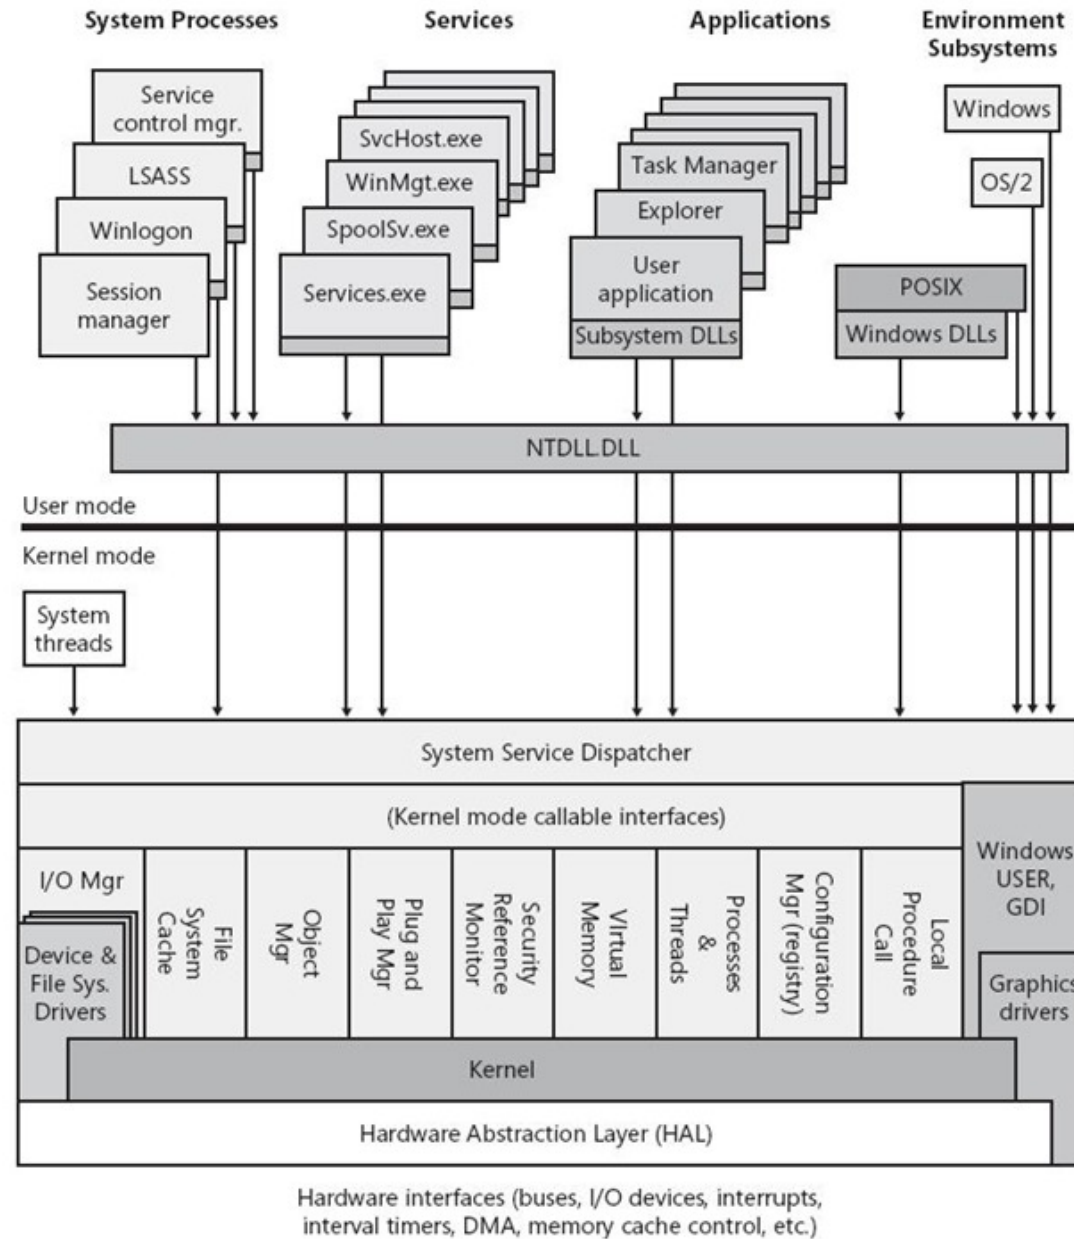 System Processes
Services
Applications
Environment
Subsystems
Service
control mgr.
LSASS
Winlogon
Session
manager
SvcHost.exe
WinMgt.exe
SpoolSv.exe
Services.exe
Task Manager
Explorer
User
application
Subsystem DLLs
Windows
OS/2
POSIX
Windows DLLs
NTDLL.DLL
User mode
Kernel mode
System
threads
System Service Dispatcher
(Kernel mode callable interfaces)
I/O Mgr
Device &
File Sys.
Drivers
File
System
Cache
Object
Mgr
Plug and
Play Mgr
Security
Reference
Monitor
VIrtual
Memory
Processes
&
Threads
Configuration
Mgr (registry)
Local
Procedure
Call
Windows
USER,
GDI
Graphics
drivers
Kernel
Hardware Abstraction Layer (HAL)
Hardware interfaces (buses, I/O devices, interrupts,
interval timers, DMA, memory cache control, etc.)